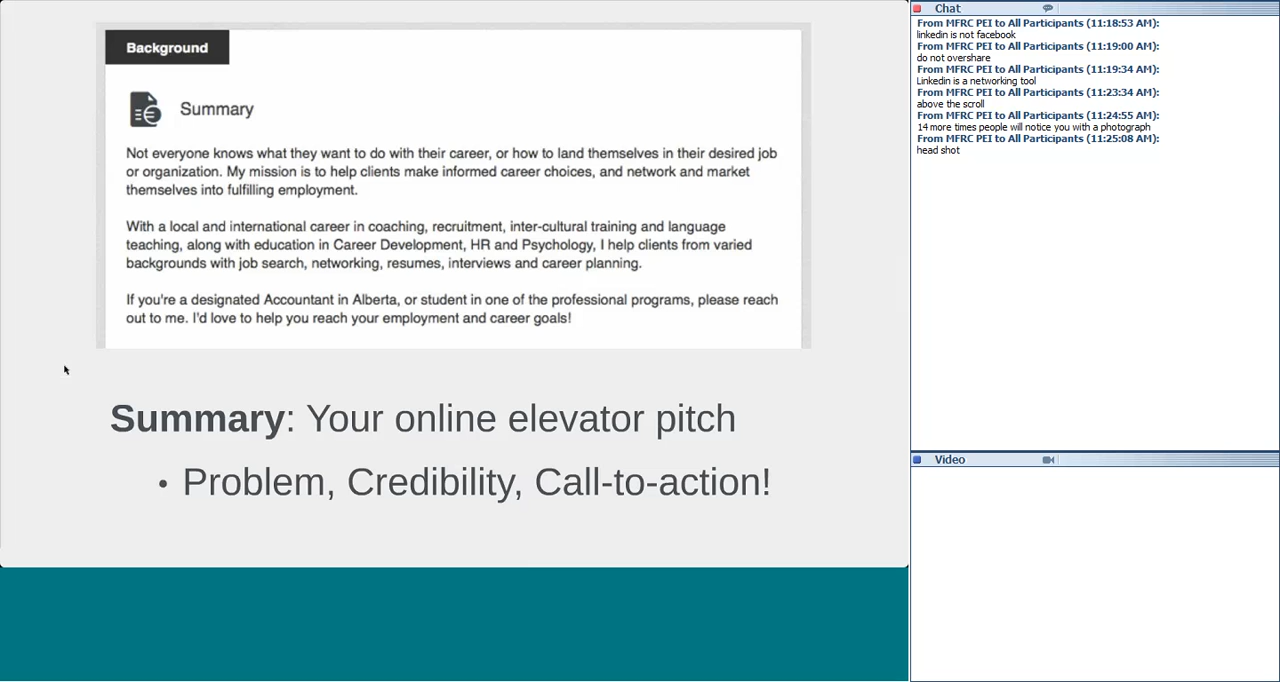 Background
Summary
Not everyone knows what they want to do with their career, or how to land themselves in their desired job
or organization. My mission is to help clients make informed career choices, and network and market
themselves into fulfilling employment.
With a local and international career in coaching, recruitment, inter-cultural training and language
teaching, along with education in Career Development, HR and Psychology, I help clients from varied
backgrounds with job search, networking, resumes, interviews and career planning.
If you're a designated Accountant in Alberta, or student in one of the professional programs, please reach
out to me. I'd love to help you reach your employment and career goals!
Summary: Your online elevator pitch
• Problem, Credibility, Call-to-action!
Chat
From MFRC PEI to All Participants (11:18:53 AM):
linkedin is not facebook
From MFRC PEI to All Participants (11:19:00 AM):
do not overshare
From MFRC PEI to All Participants (11:19:34 AM):
Linkedin is a networking tool
From MFRC PEI to All Participants (11:23:34 AM):
above the scroll
From MFRC PEI to All Participants (11:24:55 AM):
14 more times people will notice you with a photograph
From MFRC PEI to All Participants (11:25:08 AM):
head shot
Video